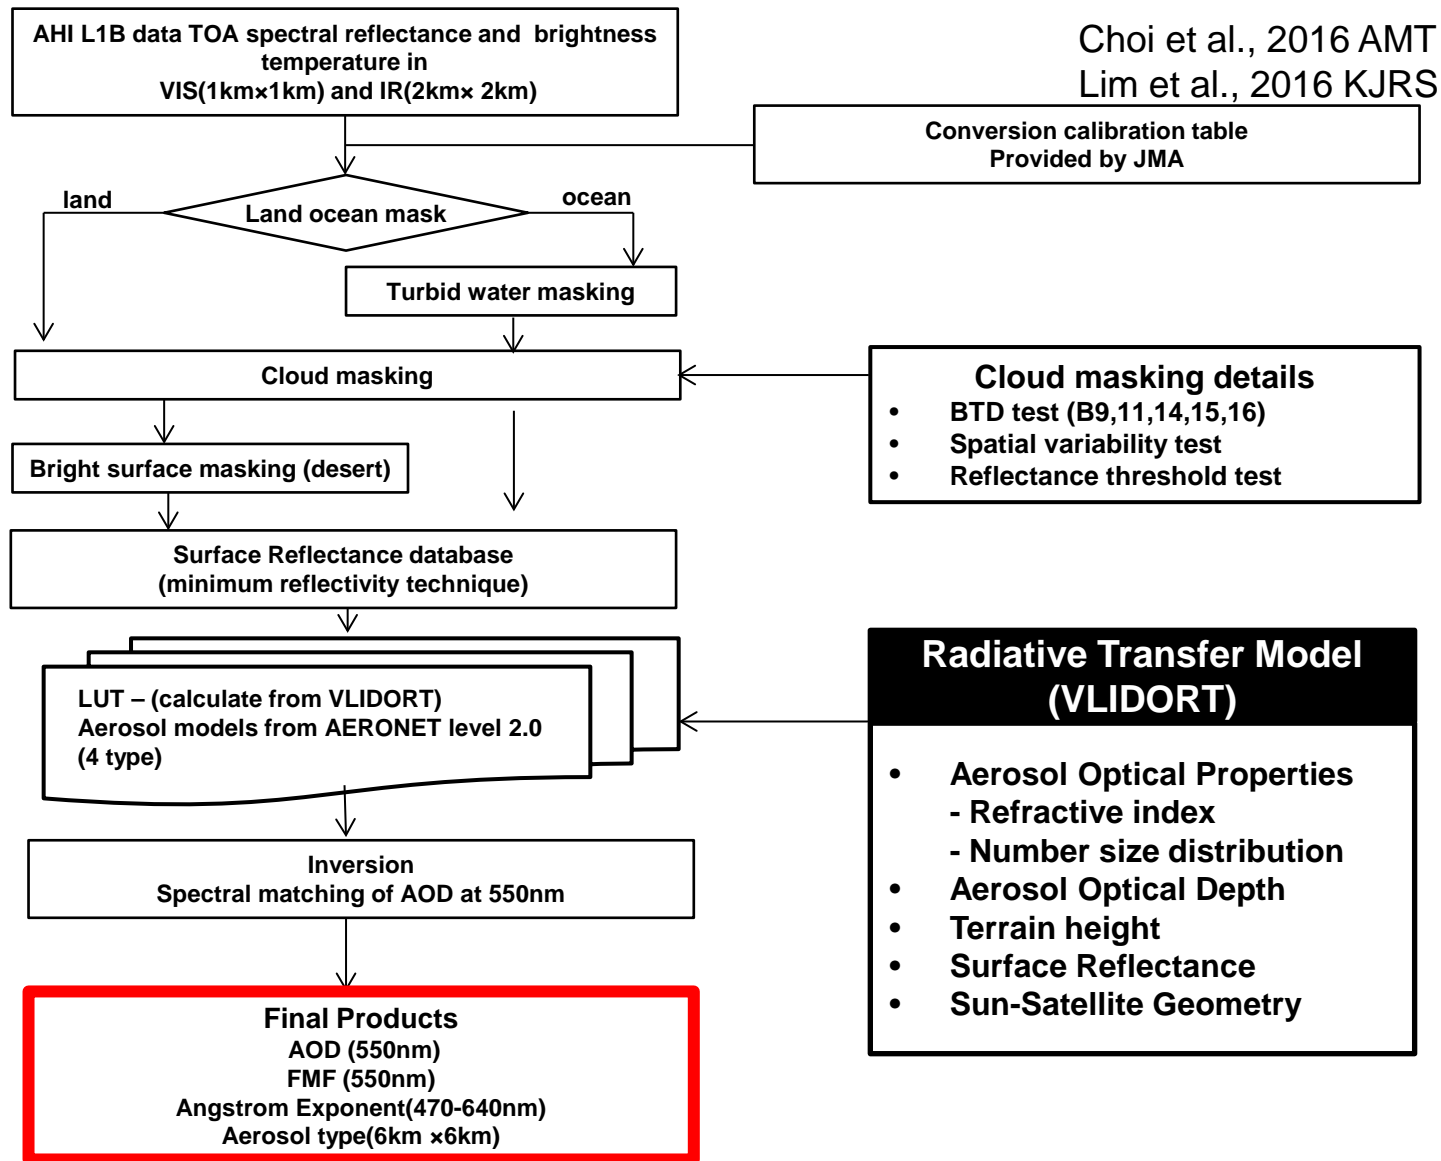 AHI L1B data TOA spectral reflectance and brightness
temperature in
VIS(1km×1km) and IR(2km× 2km)
Choi et al., 2016 AMT
Lim et al., 2016 KJRS
Conversion calibration table
Provided by JMA
land
Land ocean mask
ocean
Turbid water masking
Cloud masking
Cloud masking details
• BTD test (B9,11,14,15,16)
• Spatial variability test
• Reflectance threshold test
Bright surface masking (desert)
Surface Reflectance database
(minimum reflectivity technique)
LUT – (calculate from VLIDORT)
Aerosol models from AERONET level 2.0
(4 type)
Radiative Transfer Model
(VLIDORT)
• Aerosol Optical Properties
- Refractive index
- Number size distribution
• Aerosol Optical Depth
• Terrain height
• Surface Reflectance
• Sun-Satellite Geometry
Inversion
Spectral matching of AOD at 550nm
Final Products
AOD (550nm)
FMF (550nm)
Angstrom Exponent(470-640nm)
Aerosol type(6km ×6km)